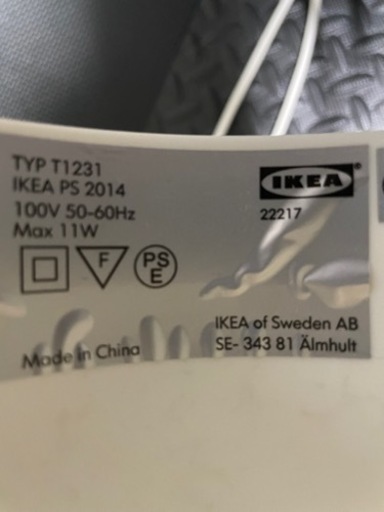 TYP T1231
IKEA PS 2014
100V 50-60Hz
Max 11W
F
PS
E
IKEA®
22217
IKEA of Sweden AB
SE- 343 81 Älmhult
Made in China